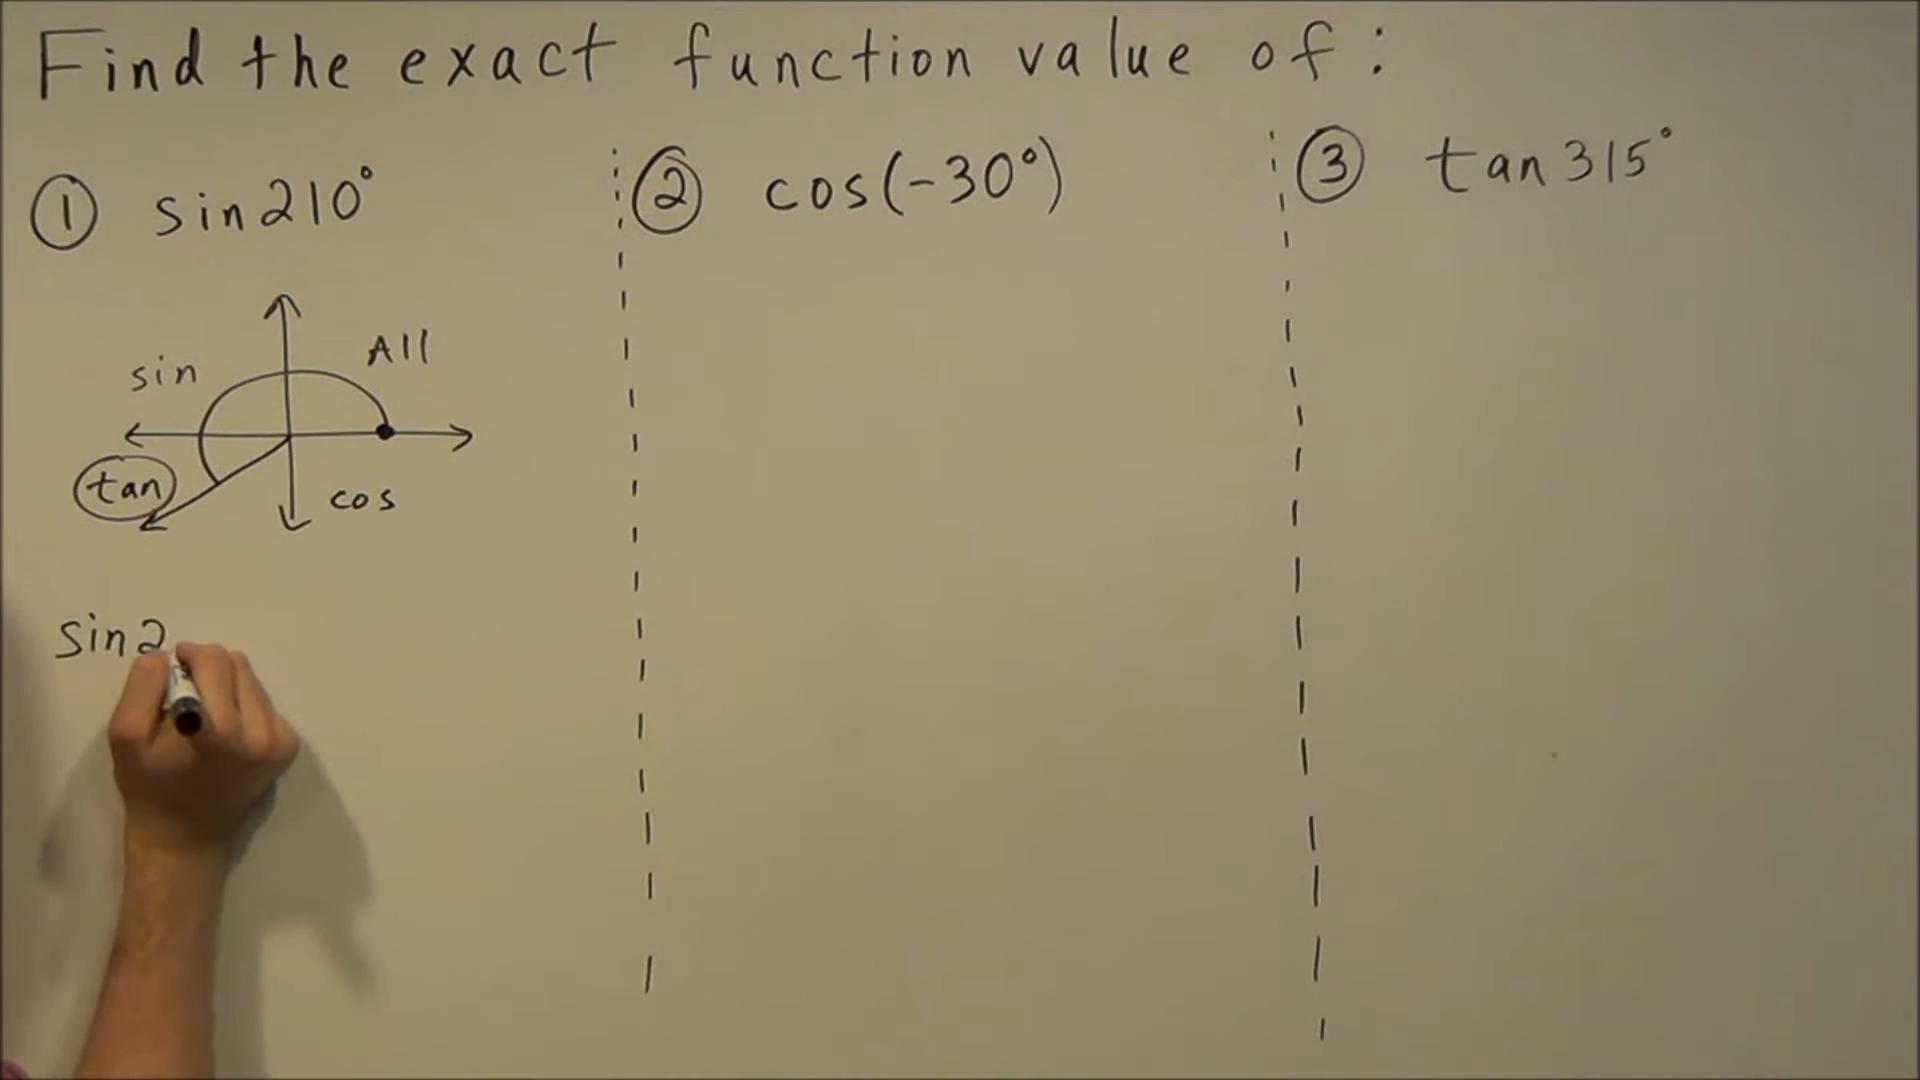 Find the exact function value of:
① sin210°
② cos(-30°)
③ tan315°
sin All
tan cos
sin2